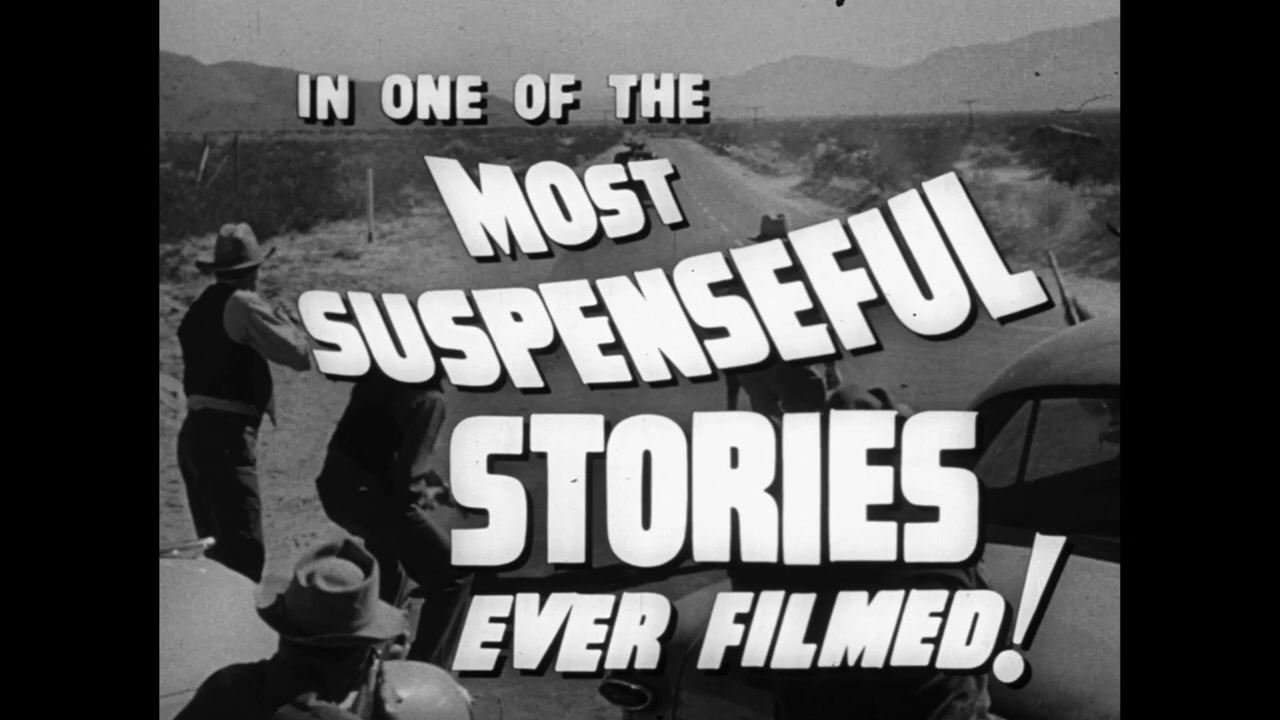 IN ONE OF THE
MOST
SUSPENSEFUL
STORIES
EVER FILMED!